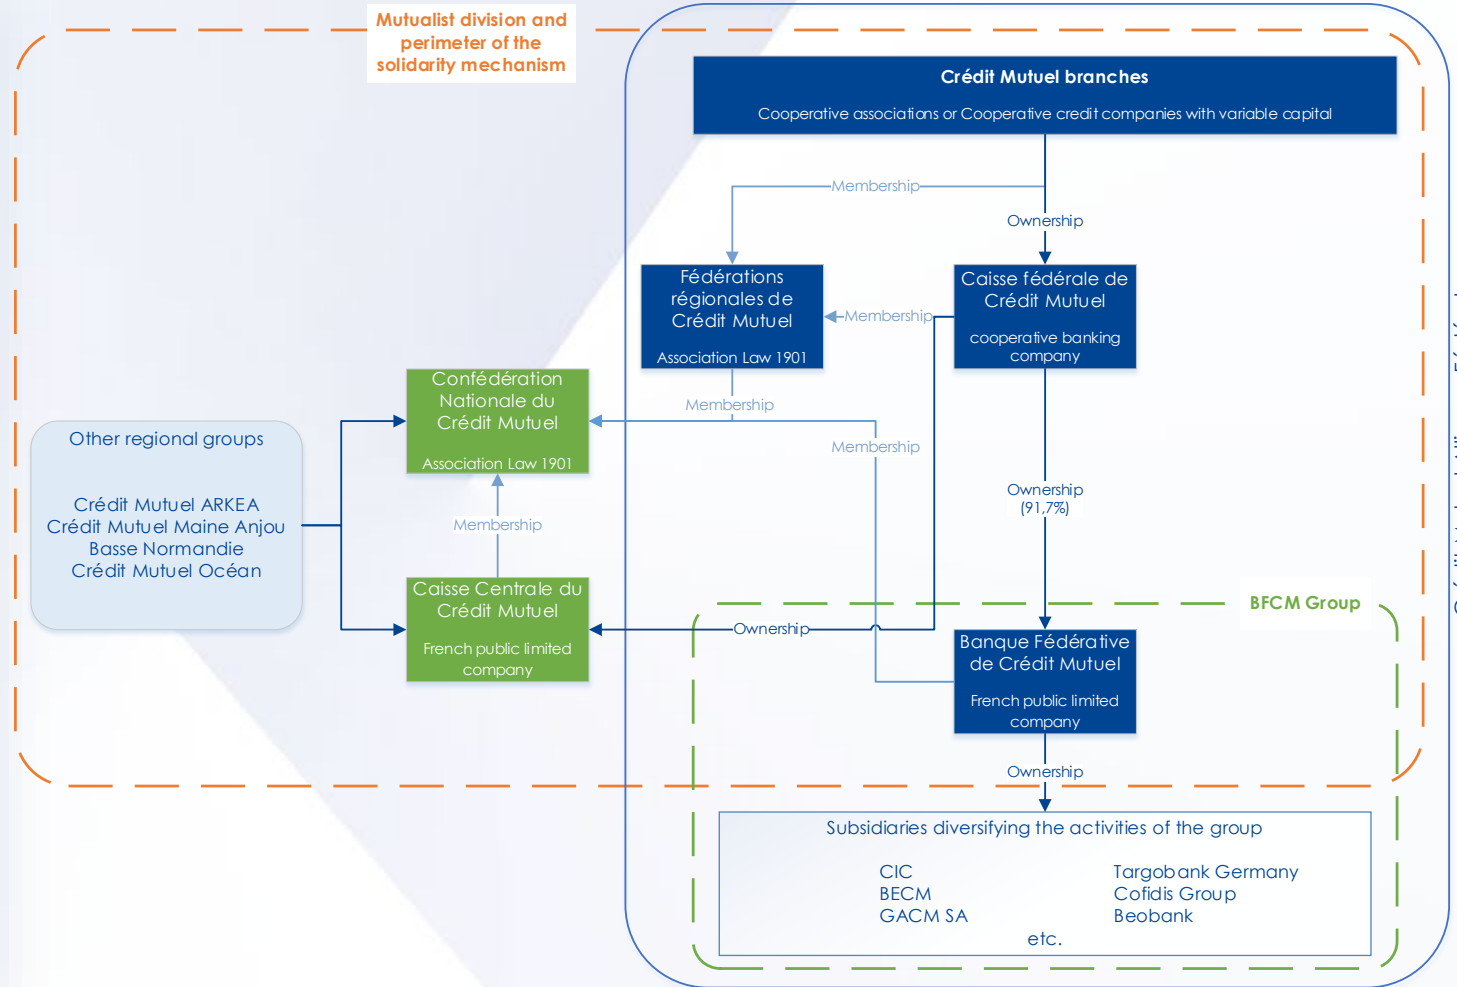 Mutualist division and
perimeter of the
solidarity mechanism
Crédit Mutuel branches
Cooperative associations or Cooperative credit companies with variable capital
Membership
Ownership
Fédérations
régionales de
Crédit Mutuel
Association Law 1901
Membership
Caisse fédérale de
Crédit Mutuel
cooperative banking
company
Confédération
Nationale du
Crédit Mutuel
Association Law 1901
Membership
Membership
Other regional groups
Crédit Mutuel ARKEA
Crédit Mutuel Maine Anjou
Basse Normandie
Crédit Mutuel Océan
Membership
Ownership
(91,7%)
Caisse Centrale du
Crédit Mutuel
French public limited
company
Ownership
BFCM Group
Banque Fédérative
de Crédit Mutuel
French public limited
company
Ownership
Subsidiaries diversifying the activities of the group
CIC
BECM
GACM SA
Targobank Germany
Cofidis Group
Beobank
etc.